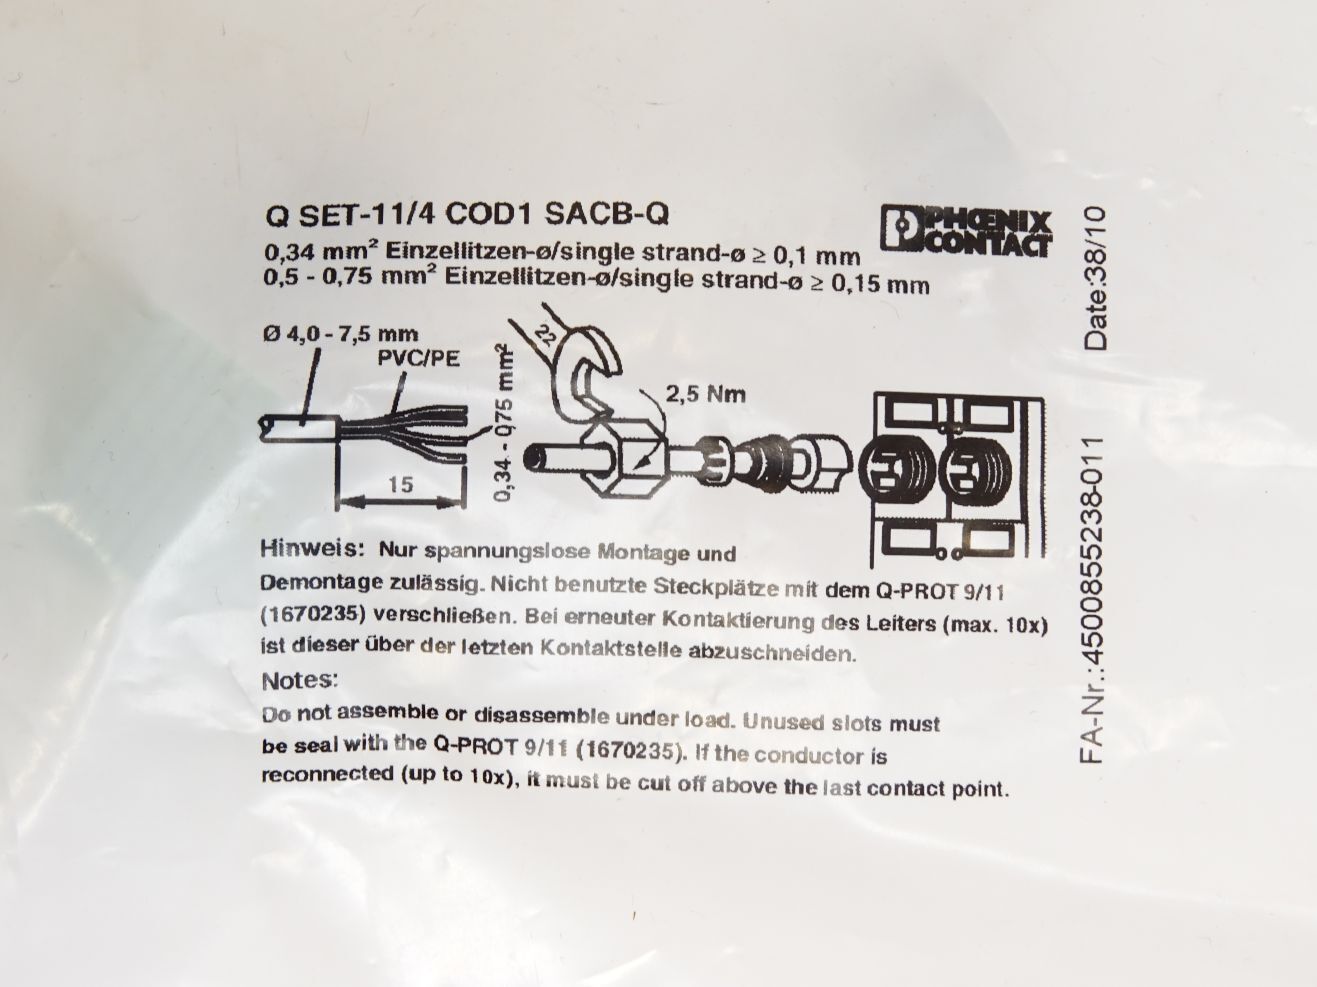 Q SET-11/4 COD1 SACB-Q
PHŒNIX
CONTACT
0,34 mm² Einzellitzen-ø/single strand-ø ≥ 0,1 mm
0,5 - 0,75 mm² Einzellitzen-ø/single strand-ø ≥ 0,15 mm
Date:38/10
Ø 4,0 - 7,5 mm
PVC/PE
15
0,34 - 0,75 mm²
22
2,5 Nm
Hinweis: Nur spannungslose Montage und
Demontage zulässig. Nicht benutzte Steckplätze mit dem Q-PROT 9/11
(1670235) verschließen. Bei erneuter Kontaktierung des Leiters (max. 10x)
ist dieser über der letzten Kontaktstelle abzuschneiden.
Notes:
Do not assemble or disassemble under load. Unused slots must
be seal with the Q-PROT 9/11 (1670235). If the conductor is
reconnected (up to 10x), it must be cut off above the last contact point.
FA-Nr.:4500855238-011